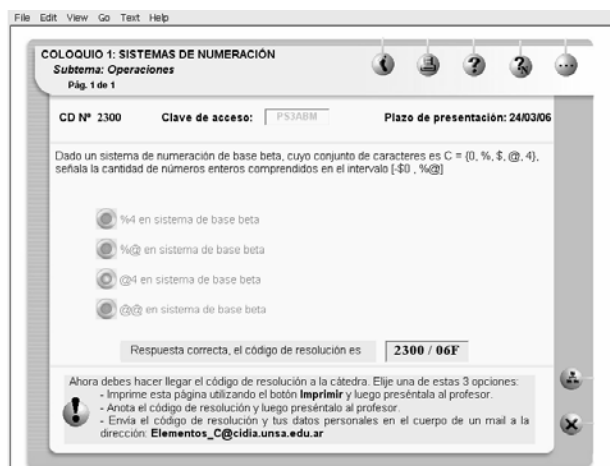 File Edit View Go Text Help
COLOQUIO 1: SISTEMAS DE NUMERACIÓN
Subtema: Operaciones
Pág. 1 de 1
CD Nº 2300 Clave de acceso: PS3ABM Plazo de presentación: 24/03/06
Dado un sistema de numeración de base beta, cuyo conjunto de caracteres es C = {0, %, $, @, 4},
señala la cantidad de números enteros comprendidos en el intervalo [-$0 , %@]
%4 en sistema de base beta
%@ en sistema de base beta
@4 en sistema de base beta
@@ en sistema de base beta
Respuesta correcta, el código de resolución es 2300 / 06F
Ahora debes hacer llegar el código de resolución a la cátedra. Elije una de estas 3 opciones:
- Imprime esta página utilizando el botón Imprimir y luego preséntala al profesor.
- Anota el código de resolución y luego preséntalo al profesor.
- Envía el código de resolución y tus datos personales en el cuerpo de un mail a la
dirección: Elementos_C@cidia.unsa.edu.ar